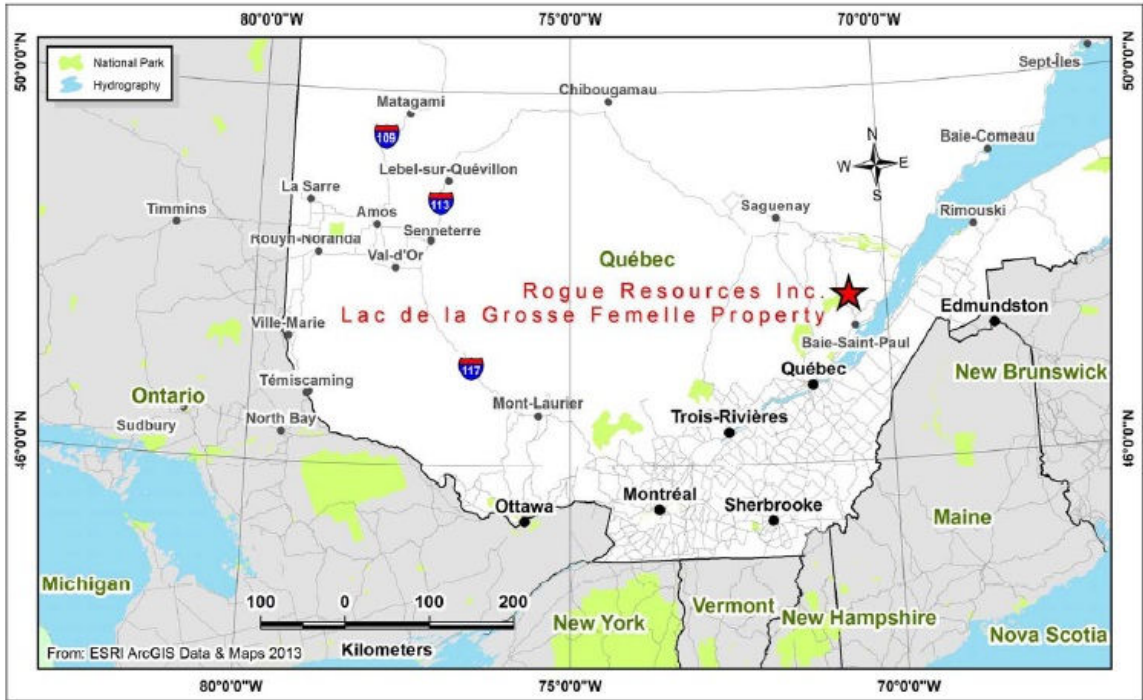 80°0'0"W
75°0'0"W
70°0'0"W
50°0'0"N
50°0'0"N
National Park
Hydrography
Sept-Îles
Matagami
Chibougamau
109
Baie-Comeau
N
W
E
S
Lebel-sur-Quévillon
La Sarre
113
Timmins
Amos
Saguenay
Rimouski
Senneterre
Rouyn-Noranda
Val-d'Or
Québec
Rogue Resources Inc.
Lac de la Grosse Femelle Property
Edmundston
Ville-Marie
Baie-Saint-Paul
117
Québec
New Brunswick
Témiscaming
Ontario
Mont-Laurier
Trois-Rivières
Sudbury
North Bay
46°0'0"N
46°0'0"N
Ottawa
Montréal
Sherbrooke
Maine
Michigan
100
0
100
200
New York
Vermont
New Hampshire
Nova Scotia
Kilometers
From: ESRI ArcGIS Data & Maps 2013
80°0'0"W
75°0'0"W
70°0'0"W